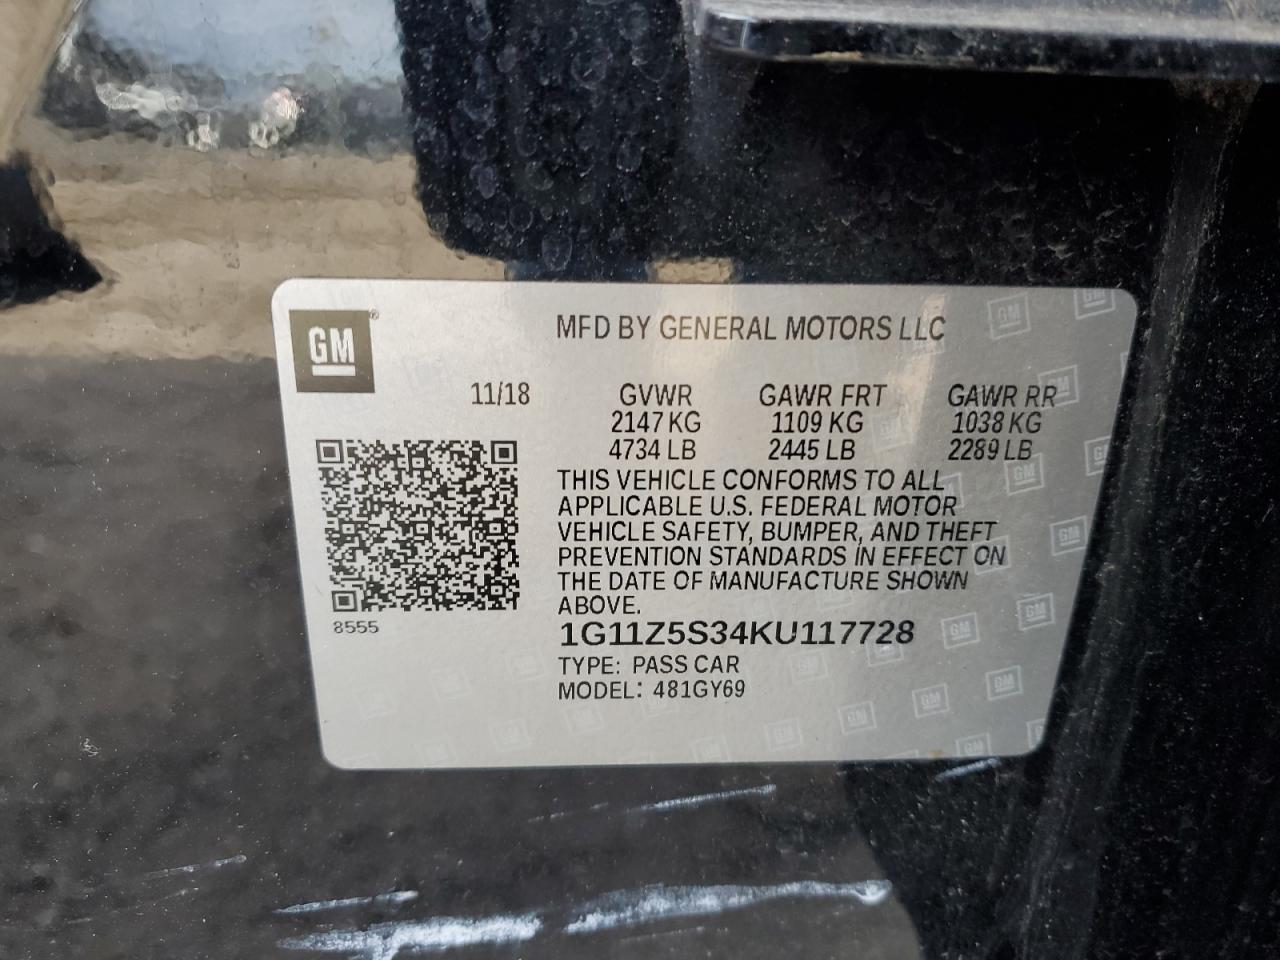 GM®
MFD BY GENERAL MOTORS LLC
11/18 GVWR GAWR FRT GAWR RR
2147 KG 1109 KG 1038 KG
4734 LB 2445 LB 2289 LB
THIS VEHICLE CONFORMS TO ALL
APPLICABLE U.S. FEDERAL MOTOR
VEHICLE SAFETY, BUMPER, AND THEFT
PREVENTION STANDARDS IN EFFECT ON
THE DATE OF MANUFACTURE SHOWN
ABOVE.
8555
1G11Z5S34KU117728
TYPE: PASS CAR
MODEL: 481GY69